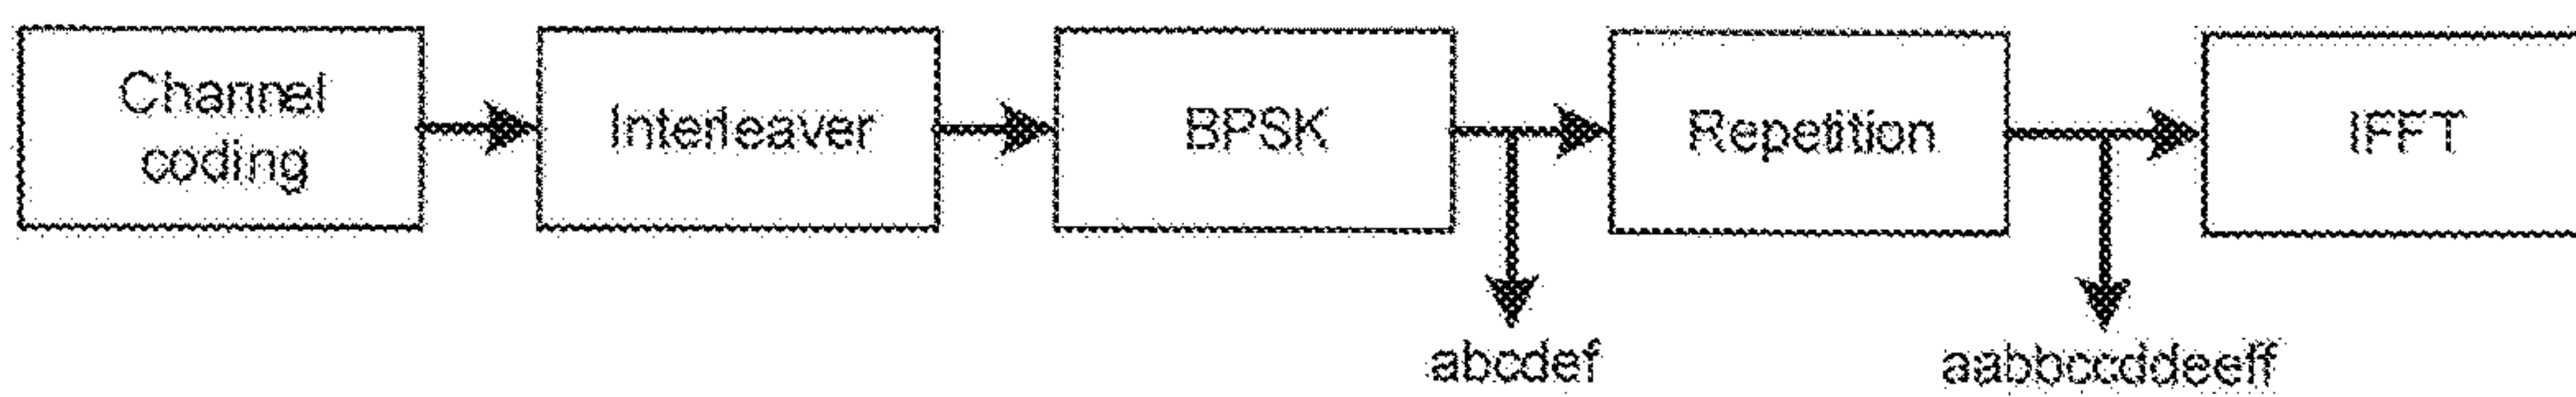 Channel
coding
Interleaver
BPSK
Repetition
IFFT
abcdef
aabbccddeeff